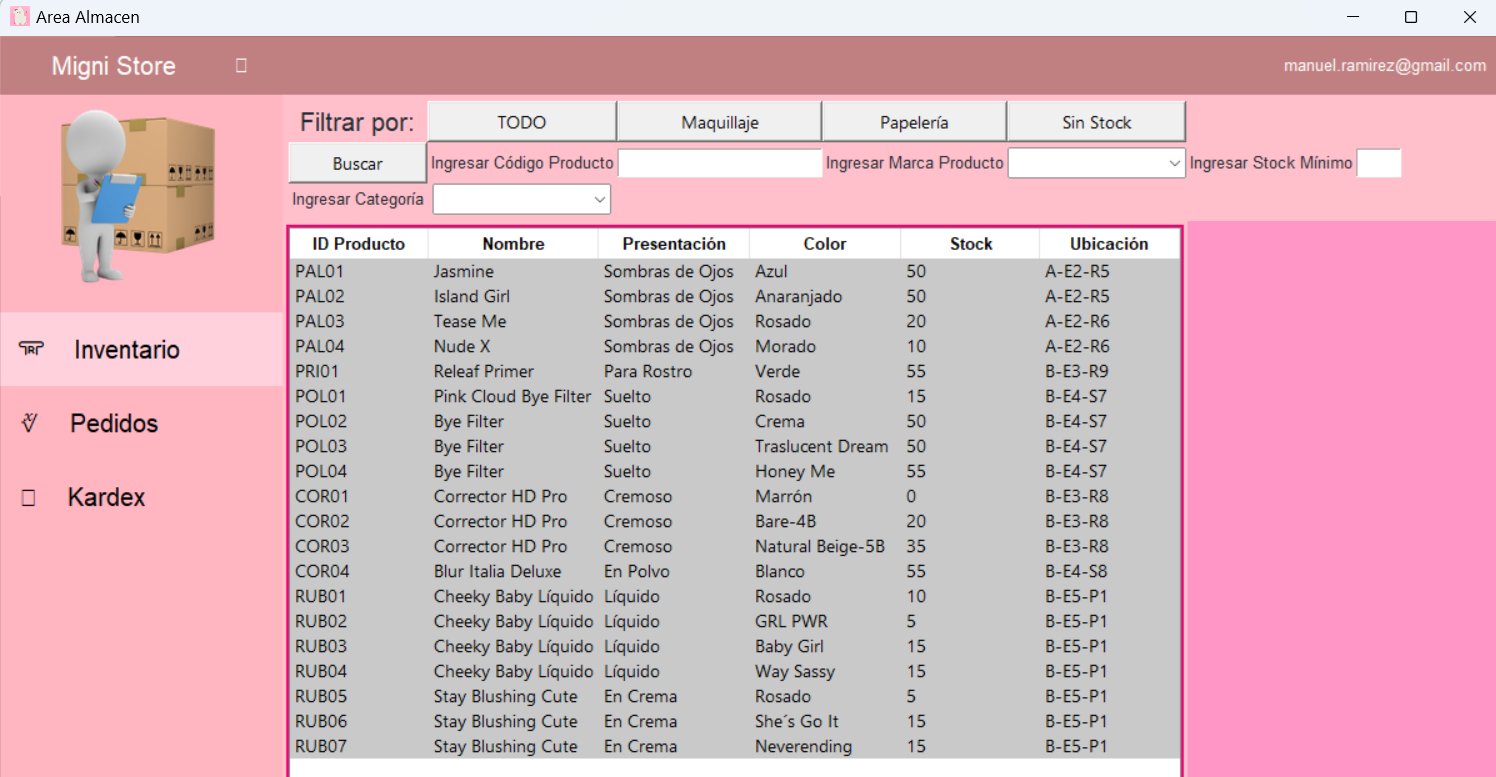 Area Almacen
Migni Store
manuel.ramirez@gmail.com
Filtrar por: TODO Maquillaje Papelería Sin Stock
Buscar Ingresar Código Producto Ingresar Marca Producto Ingresar Stock Mínimo
Ingresar Categoría
Inventario
Pedidos
Kardex
ID Producto Nombre Presentación Color Stock Ubicación
PAL01 Jasmine Sombras de Ojos Azul 50 A-E2-R5
PAL02 Island Girl Sombras de Ojos Anaranjado 50 A-E2-R5
PAL03 Tease Me Sombras de Ojos Rosado 20 A-E2-R6
PAL04 Nude X Sombras de Ojos Morado 10 A-E2-R6
PRI01 Releaf Primer Para Rostro Verde 55 B-E3-R9
POL01 Pink Cloud Bye Filter Suelto Rosado 15 B-E4-S7
POL02 Bye Filter Suelto Crema 50 B-E4-S7
POL03 Bye Filter Suelto Traslucent Dream 50 B-E4-S7
POL04 Bye Filter Suelto Honey Me 55 B-E4-S7
COR01 Corrector HD Pro Cremoso Marrón 0 B-E3-R8
COR02 Corrector HD Pro Cremoso Bare-4B 20 B-E3-R8
COR03 Corrector HD Pro Cremoso Natural Beige-5B 35 B-E3-R8
COR04 Blur Italia Deluxe En Polvo Blanco 55 B-E4-S8
RUB01 Cheeky Baby Líquido Líquido Rosado 10 B-E5-P1
RUB02 Cheeky Baby Líquido Líquido GRL PWR 5 B-E5-P1
RUB03 Cheeky Baby Líquido Líquido Baby Girl 15 B-E5-P1
RUB04 Cheeky Baby Líquido Líquido Way Sassy 15 B-E5-P1
RUB05 Stay Blushing Cute En Crema Rosado 5 B-E5-P1
RUB06 Stay Blushing Cute En Crema She´s Go It 15 B-E5-P1
RUB07 Stay Blushing Cute En Crema Neverending 15 B-E5-P1